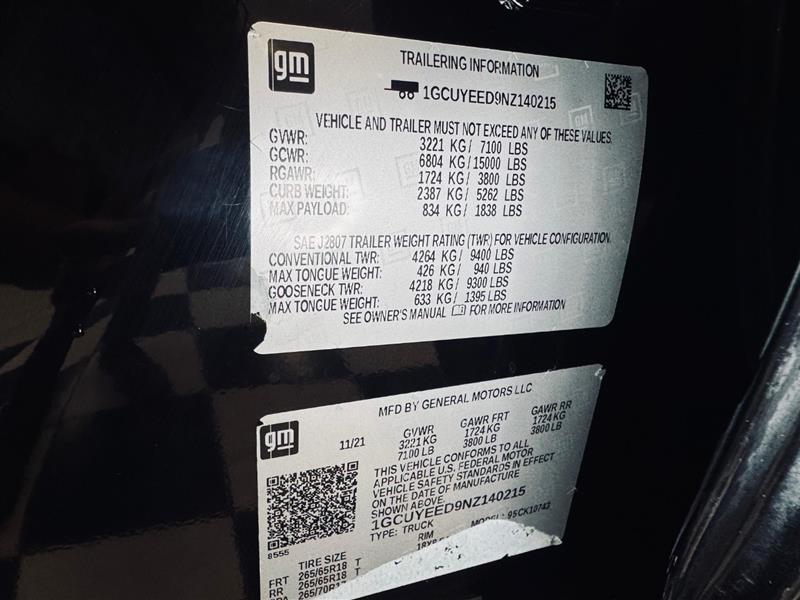 gm
TRAILERING INFORMATION
1GCUYEED9NZ140215
VEHICLE AND TRAILER MUST NOT EXCEED ANY OF THESE VALUES.
GVWR: 3221 KG/ 7100 LBS
GCWR: 6804 KG/ 15000 LBS
RGAWR: 1724 KG/ 3800 LBS
CURB WEIGHT: 2387 KG/ 5262 LBS
MAX PAYLOAD: 834 KG/ 1838 LBS
SAE J2807 TRAILER WEIGHT RATING (TWR) FOR VEHICLE CONFIGURATION.
CONVENTIONAL TWR: 4264 KG/ 9400 LBS
MAX TONGUE WEIGHT: 426 KG/ 940 LBS
GOOSENECK TWR: 4218 KG/ 9300 LBS
MAX TONGUE WEIGHT: 633 KG/ 1395 LBS
SEE OWNER'S MANUAL FOR MORE INFORMATION
MFD BY GENERAL MOTORS LLC
gm
11/21
GVWR GAWR FRT GAWR RR
3221 KG 1724 KG 1724 KG
7100 LB 3800 LB 3800 LB
THIS VEHICLE CONFORMS TO ALL
APPLICABLE U.S. FEDERAL MOTOR
VEHICLE SAFETY STANDARDS IN EFFECT
ON THE DATE OF MANUFACTURE
SHOWN ABOVE.
1GCUYEED9NZ140215
TYPE: TRUCK MODEL: 95CK10743
8555
TIRE SIZE RIM
FRT 265/65R18 T
RR 265/65R18 T
265/70R17